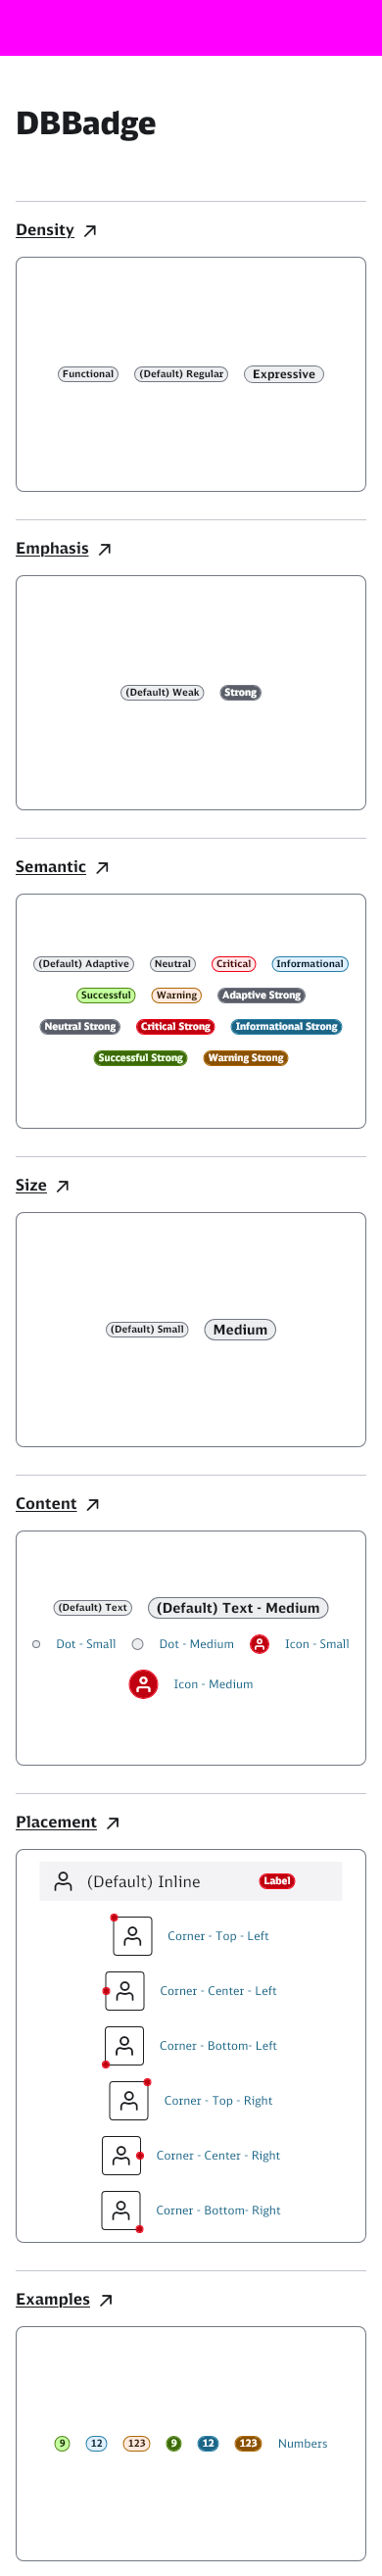 DBBadge
Density
Functional (Default) Regular Expressive
Emphasis
(Default) Weak Strong
Semantic
(Default) Adaptive Neutral Critical Informational
Successful Warning Adaptive Strong
Neutral Strong Critical Strong Informational Strong
Successful Strong Warning Strong
Size
(Default) Small Medium
Content
(Default) Text (Default) Text - Medium
Dot - Small Dot - Medium Icon - Small
Icon - Medium
Placement
(Default) Inline Label
Corner - Top - Left
Corner - Center - Left
Corner - Bottom- Left
Corner - Top - Right
Corner - Center - Right
Corner - Bottom- Right
Examples
9 12 123 9 12 123 Numbers